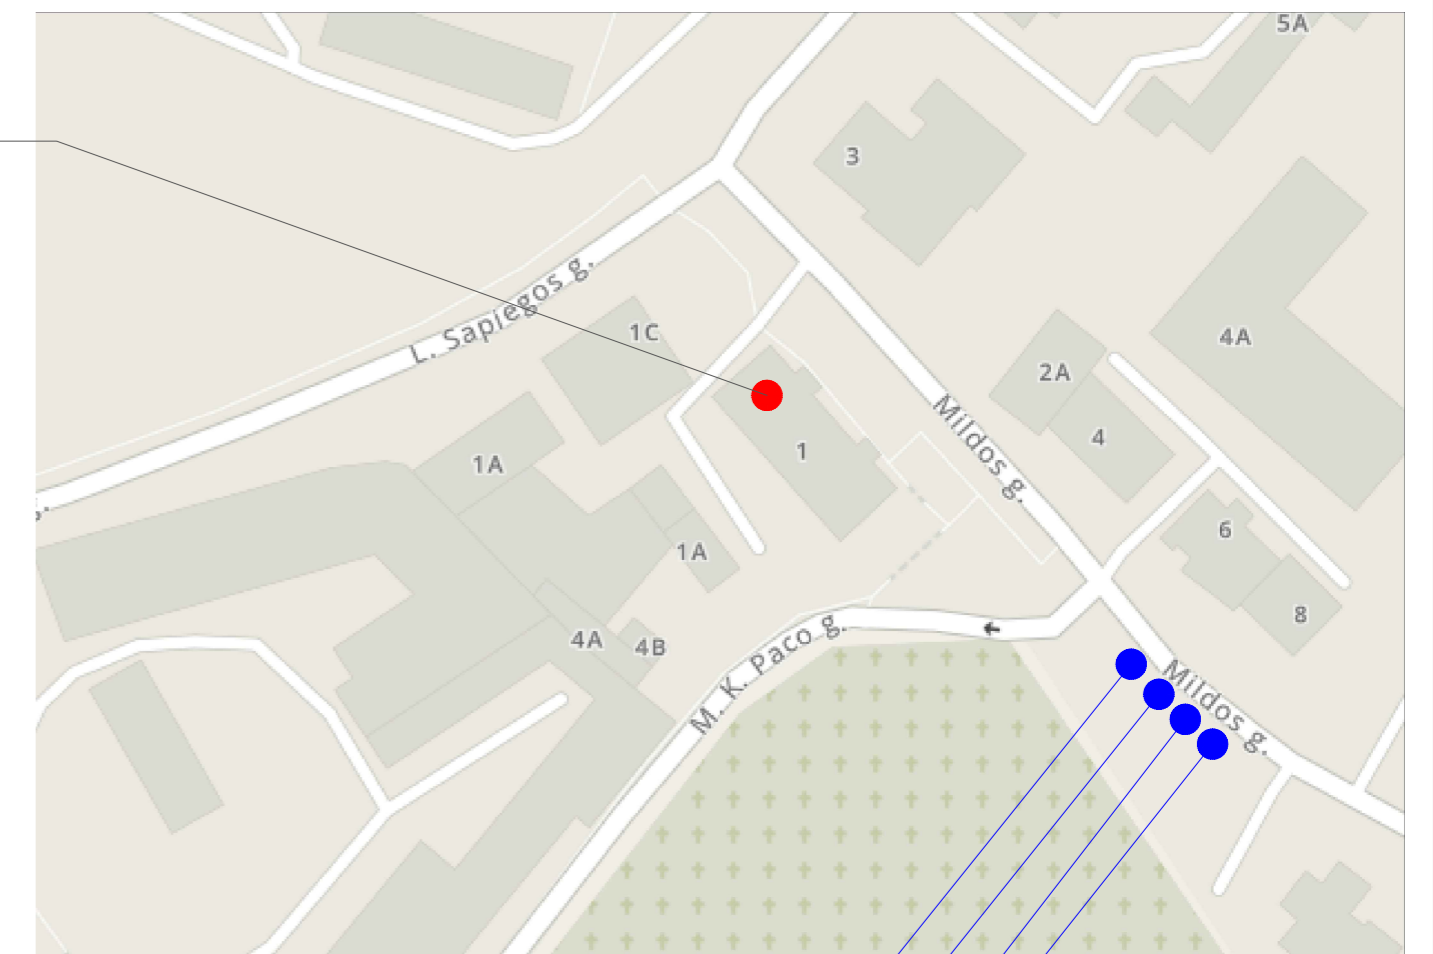 5A
3
L. Sapiegos g.
1C
4A
2A
Mildos g.
4
1
1A
g.
6
1A
8
4A
4B
M. K. Paco g.
Mildos g.